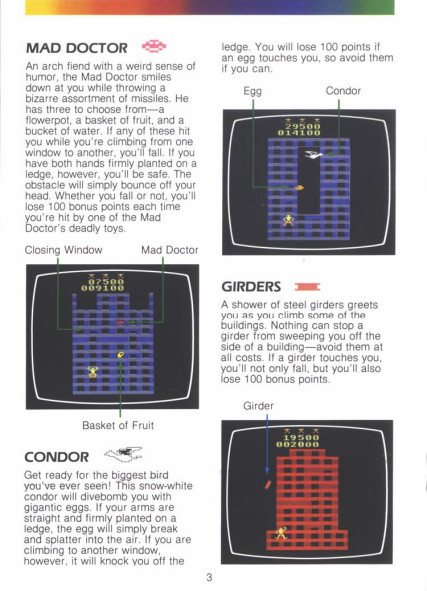 MAD DOCTOR
An arch fiend with a weird sense of
humor, the Mad Doctor smiles
down at you while throwing a
bizarre assortment of missiles. He
has three to choose from—a
flowerpot, a basket of fruit, and a
bucket of water. If any of these hit
you while you're climbing from one
window to another, you'll fall. If you
have both hands firmly planted on a
ledge, however, you'll be safe. The
obstacle will simply bounce off your
head. Whether you fall or not, you'll
lose 100 bonus points each time
you're hit by one of the Mad
Doctor's deadly toys.
Closing Window Mad Doctor
07500
009100
Basket of Fruit
CONDOR
Get ready for the biggest bird
you've ever seen! This snow-white
condor will divebomb you with
gigantic eggs. If your arms are
straight and firmly planted on a
ledge, the egg will simply break
and splatter into the air. If you are
climbing to another window,
however, it will knock you off the
ledge. You will lose 100 points if
an egg touches you, so avoid them
if you can.
Egg Condor
29500
014100
GIRDERS
A shower of steel girders greets
you as you climb some of the
buildings. Nothing can stop a
girder from sweeping you off the
side of a building—avoid them at
all costs. If a girder touches you,
you'll not only fall, but you'll also
lose 100 bonus points.
Girder
19500
002000
3